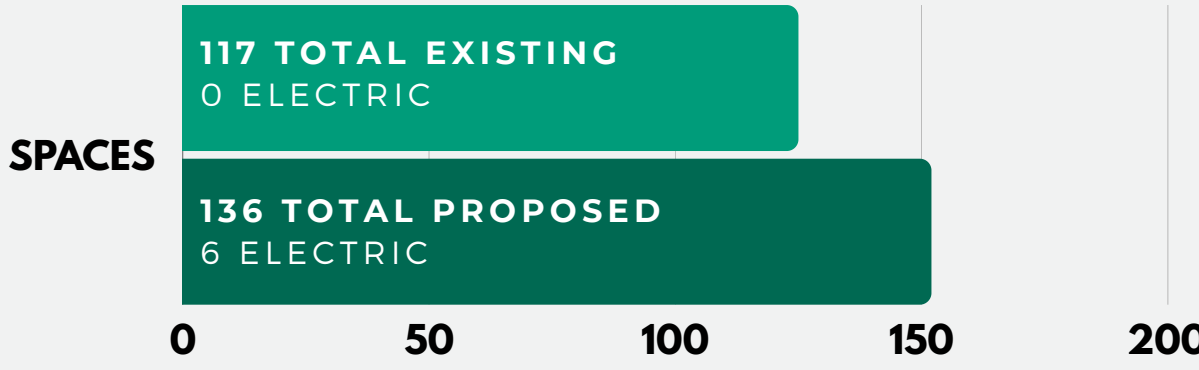 117 TOTAL EXISTING
0 ELECTRIC
SPACES
136 TOTAL PROPOSED
6 ELECTRIC
0 50 100 150 200